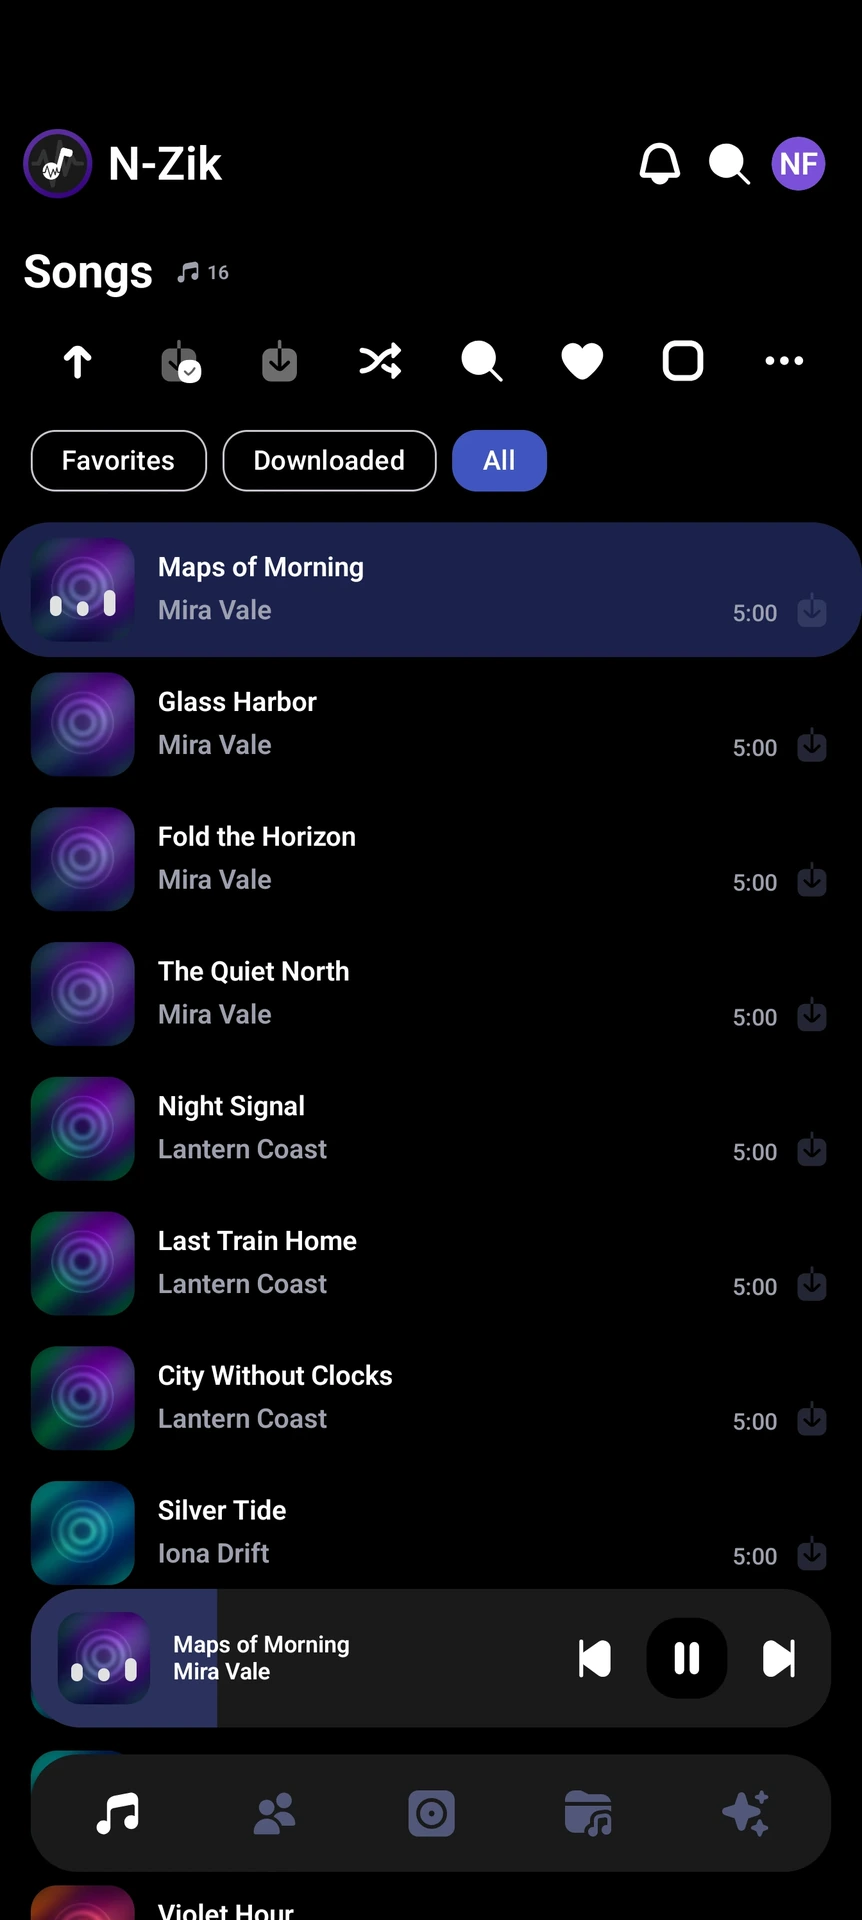 N-Zik
NF
Songs
16
Favorites
Downloaded
All
Maps of Morning
Mira Vale
5:00
Glass Harbor
Mira Vale
5:00
Fold the Horizon
Mira Vale
5:00
The Quiet North
Mira Vale
5:00
Night Signal
Lantern Coast
5:00
Last Train Home
Lantern Coast
5:00
City Without Clocks
Lantern Coast
5:00
Silver Tide
Iona Drift
5:00
Maps of Morning
Mira Vale
Violet Hour